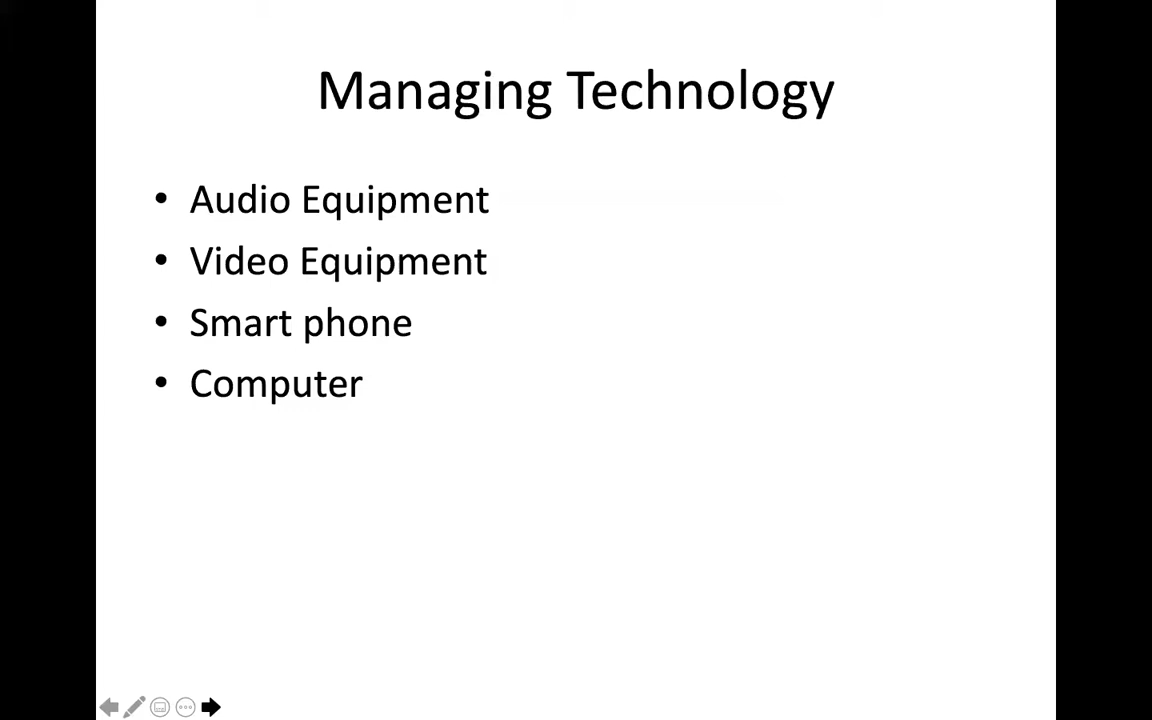 Managing Technology
• Audio Equipment
• Video Equipment
• Smart phone
• Computer